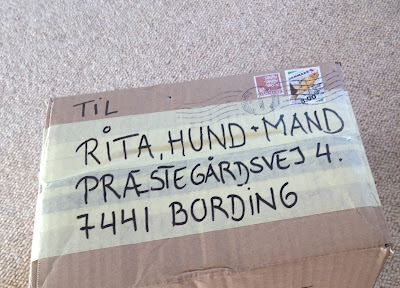 TIL
RITA, HUND + MAND
PRÆSTEGÅRDSVEJ 4.
7441 BORDING